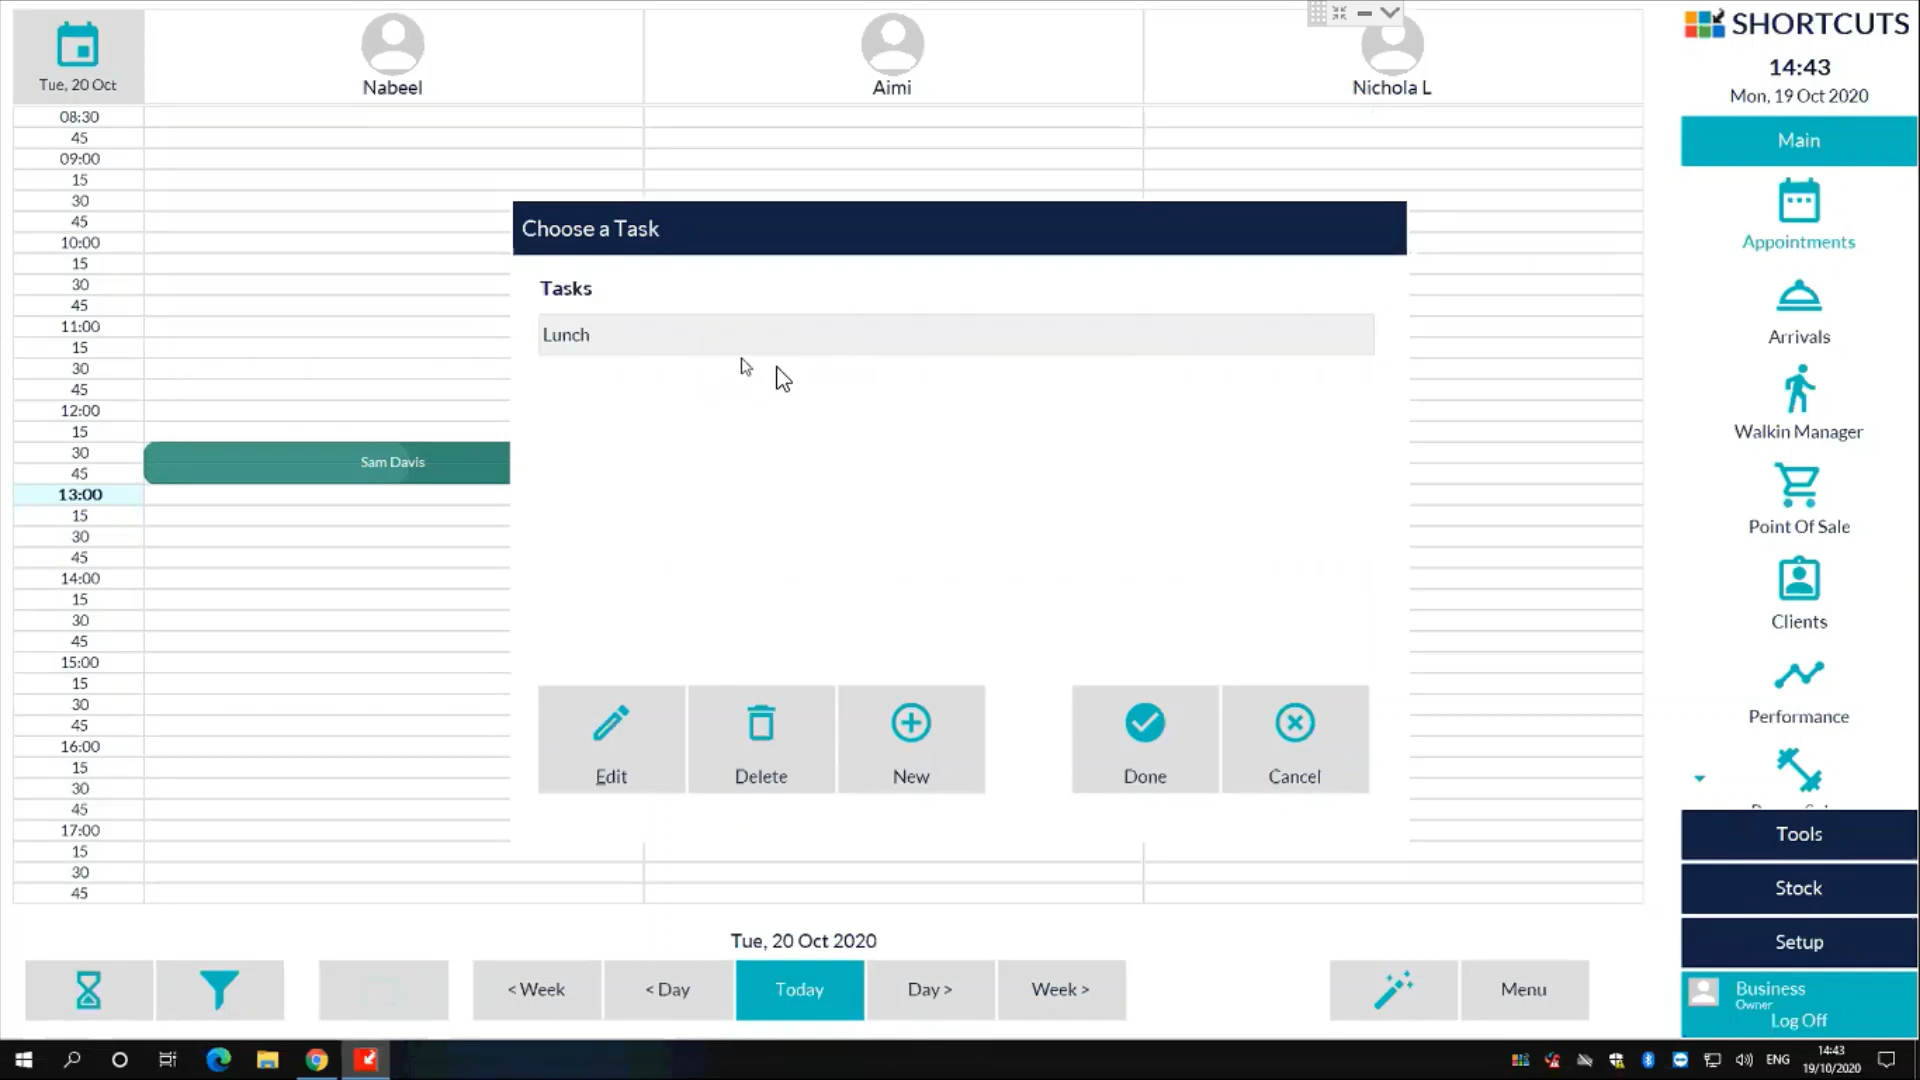 Tue, 20 Oct
Nabeel
Aimi
Nichola L
08:30
45
09:00
15
30
45
10:00
15
30
45
11:00
15
30
45
12:00
15
30
45
13:00
15
30
45
14:00
15
30
45
15:00
15
30
45
16:00
15
30
45
17:00
15
30
45
Sam Davis
Choose a Task
Tasks
Lunch
Edit
Delete
New
Done
Cancel
Tue, 20 Oct 2020
< Week
< Day
Today
Day >
Week >
Menu
SHORTCUTS
14:43
Mon, 19 Oct 2020
Main
Appointments
Arrivals
Walkin Manager
Point Of Sale
Clients
Performance
Tools
Stock
Setup
Business
Owner
Log Off
ENG
14:43
19/10/2020